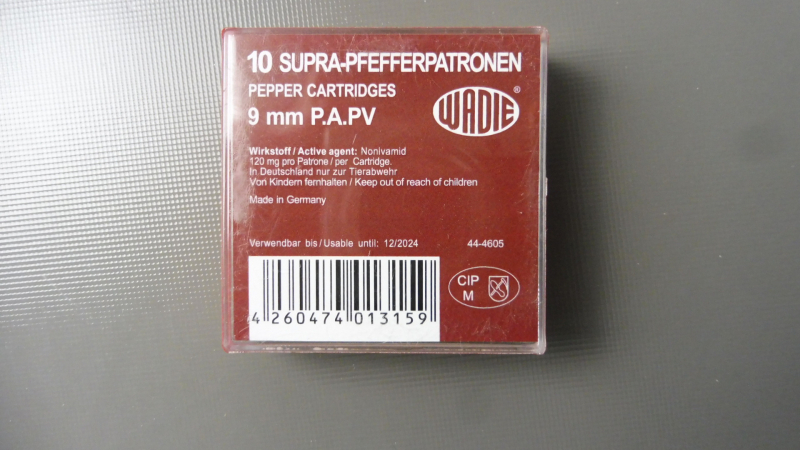 10 SUPRA-PFEFFERPATRONEN
PEPPER CARTRIDGES
9 mm P.A.PV
WADIE ®
Wirkstoff / Active agent: Nonivamid
120 mg pro Patrone / per Cartridge.
In Deutschland nur zur Tierabwehr
Von Kindern fernhalten / Keep out of reach of children
Made in Germany
Verwendbar bis / Usable until: 12/2024
44-4605
CIP
M
4 260474 013159